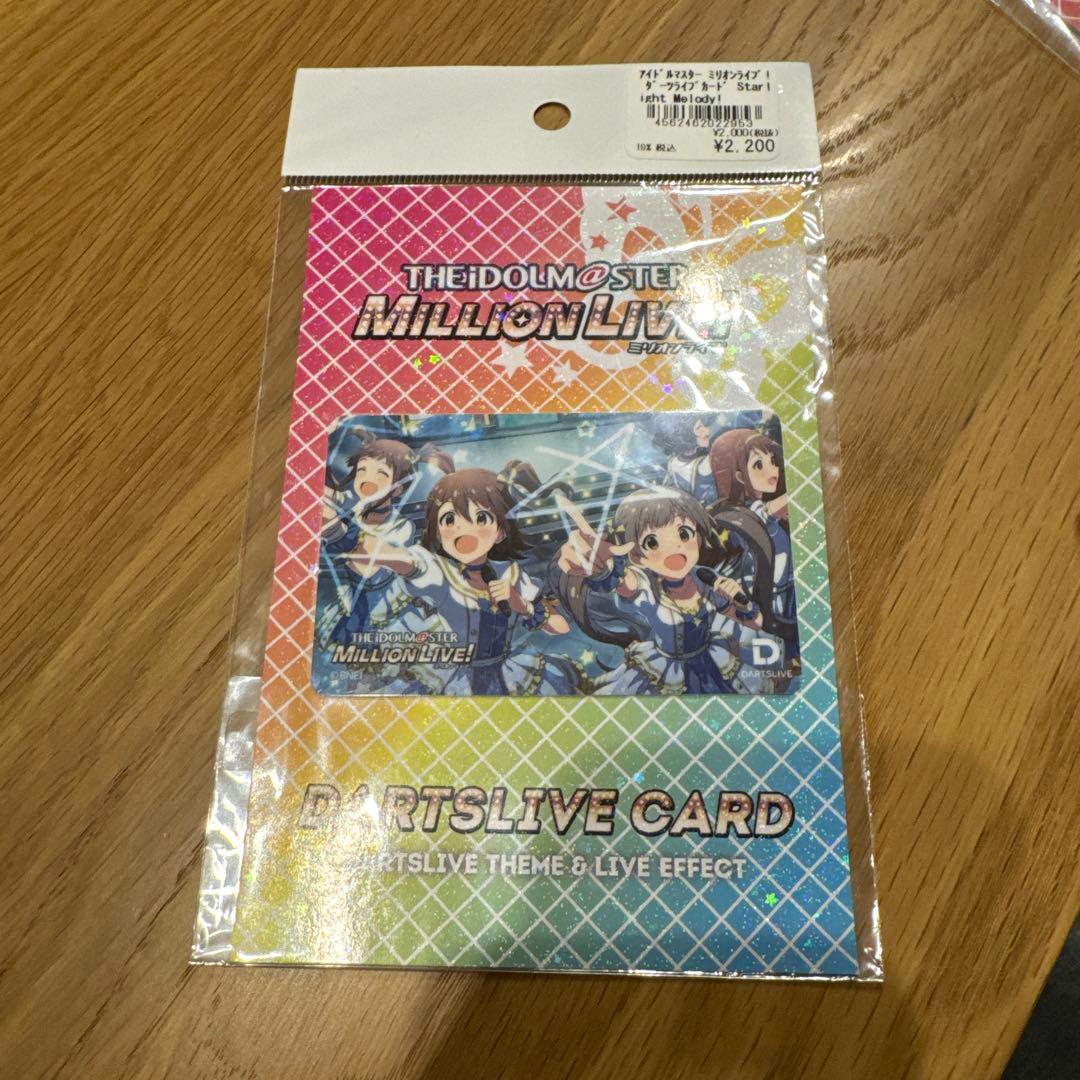 アイドルマスター ミリオンライブ!
ダーツライブカード Starl
ight Melody!
4562462022953
¥2,000(税抜)
10% 税込 ¥2,200
THE iDOLM@STER
MILLION LIVE!
ミリオンライブ!
THE iDOLM@STER
MILLION LIVE!
©BNEI
D
DARTSLIVE
DARTSLIVE CARD
DARTSLIVE THEME & LIVE EFFECT